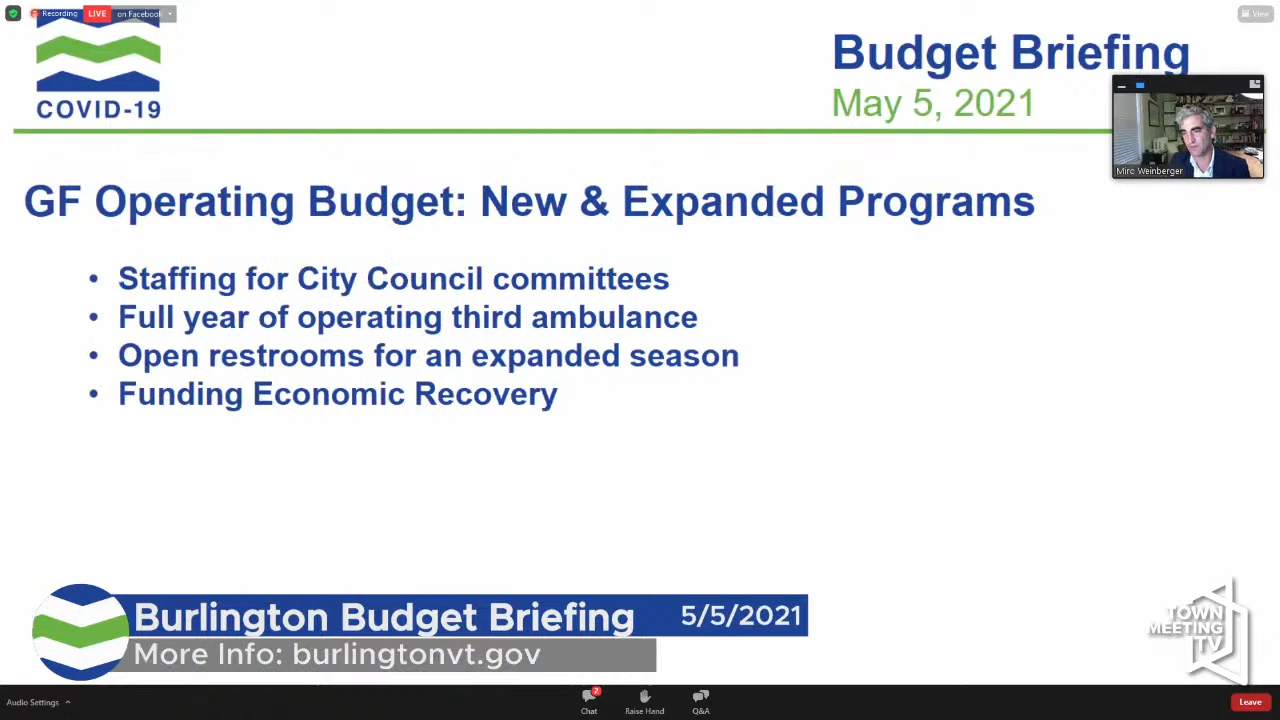 Recording LIVE on Facebook
View
COVID-19
Budget Briefing
May 5, 2021
Miro Weinberger
GF Operating Budget: New & Expanded Programs
• Staffing for City Council committees
• Full year of operating third ambulance
• Open restrooms for an expanded season
• Funding Economic Recovery
Burlington Budget Briefing 5/5/2021
More Info: burlingtonvt.gov
TOWN
MEETING
TV
Audio Settings
2
Chat
Raise Hand
Q&A
Leave